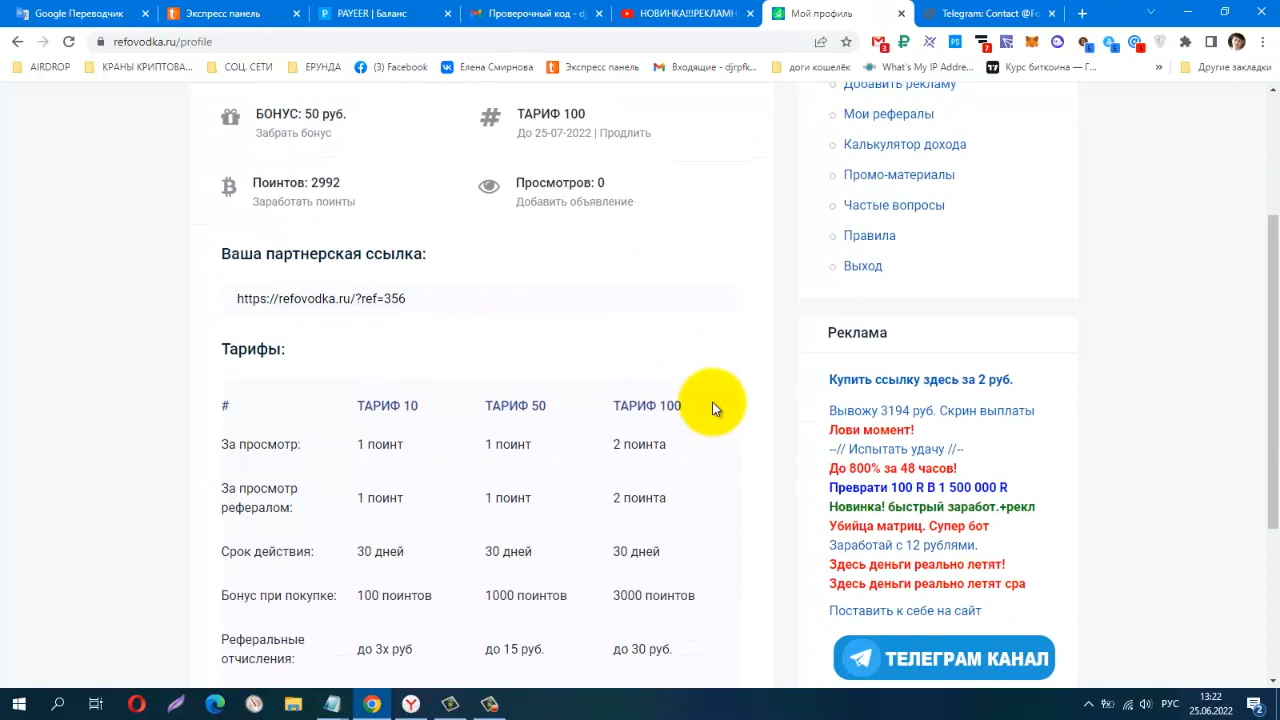 Google Переводчик
Экспресс панель
PAYEER | Баланс
Проверочный код - d
НОВИНКА!!!РЕКЛАМН
Мой профиль
Telegram: Contact @Fo
refovodka.ru/profile
AIRDROP
КРАНЫ КРИПТОВА...
СОЦ. СЕТИ
ЕРУНДА
(3) Facebook
Елена Смирнова
Экспресс панель
Входящие - djrpfk...
доги кошелёк
What's My IP Addre...
Курс биткоина — Г...
»
Другие закладки
БОНУС: 50 руб.
Забрать бонус
ТАРИФ 100
До 25-07-2022 | Продлить
Поинтов: 2992
Заработать поинты
Просмотров: 0
Добавить объявление
Ваша партнерская ссылка:
https://refovodka.ru/?ref=356
Тарифы:
# ТАРИФ 10 ТАРИФ 50 ТАРИФ 100
За просмотр: 1 поинт 1 поинт 2 поинта
За просмотр
рефералом: 1 поинт 1 поинт 2 поинта
Срок действия: 30 дней 30 дней 30 дней
Бонус при покупке: 100 поинтов 1000 поинтов 3000 поинтов
Реферальные
отчисления: до 3х руб до 15 руб. до 30 руб.
Добавить рекламу
Мои рефералы
Калькулятор дохода
Промо-материалы
Частые вопросы
Правила
Выход
Реклама
Купить ссылку здесь за 2 руб.
Вывожу 3194 руб. Скрин выплаты
Лови момент!
--// Испытать удачу //--
До 800% за 48 часов!
Преврати 100 R В 1 500 000 R
Новинка! быстрый заработ.+рекл
Убийца матриц. Супер бот
Заработай с 12 рублями.
Здесь деньги реально летят!
Здесь деньги реально летят сра
Поставить к себе на сайт
ТЕЛЕГРАМ КАНАЛ
РУС
13:22
25.06.2022
2